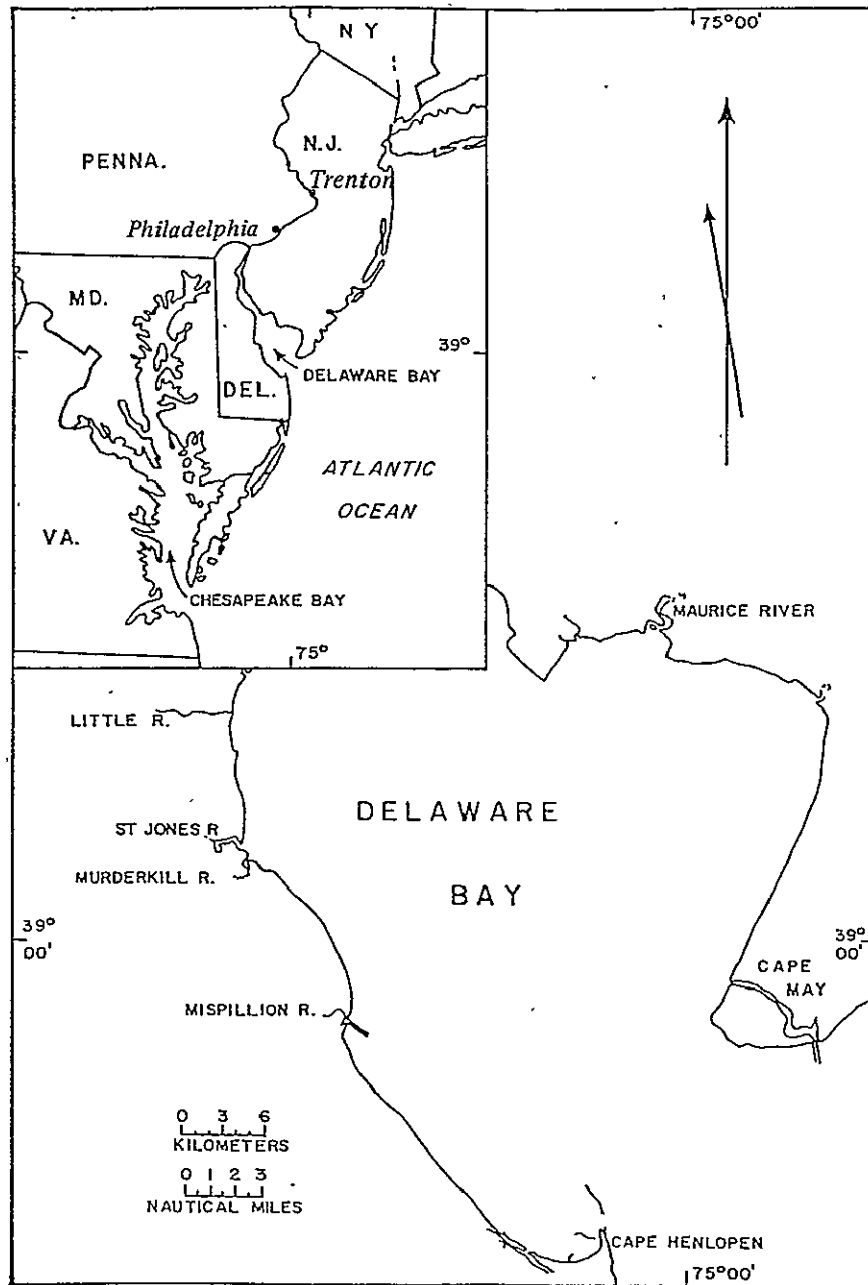 N Y
75°00'
PENNA.
N.J.
Trenton
Philadelphia
MD.
39°
DELAWARE BAY
DEL.
ATLANTIC
OCEAN
VA.
CHESAPEAKE BAY
75°
MAURICE RIVER
LITTLE R.
DELAWARE
BAY
ST JONES R
MURDERKILL R.
39°
00'
39°
00'
CAPE
MAY
MISPILLION R.
0 3 6
KILOMETERS
0 1 2 3
NAUTICAL MILES
CAPE HENLOPEN
75°00'